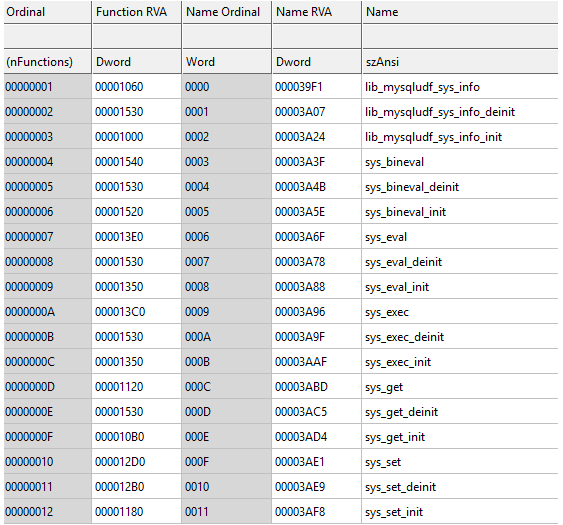 Ordinal Function RVA Name Ordinal Name RVA Name
(nFunctions) Dword Word Dword szAnsi
00000001 00001060 0000 000039F1 lib_mysqludf_sys_info
00000002 00001530 0001 00003A07 lib_mysqludf_sys_info_deinit
00000003 00001000 0002 00003A24 lib_mysqludf_sys_info_init
00000004 00001540 0003 00003A3F sys_bineval
00000005 00001530 0004 00003A4B sys_bineval_deinit
00000006 00001520 0005 00003A5E sys_bineval_init
00000007 000013E0 0006 00003A6F sys_eval
00000008 00001530 0007 00003A78 sys_eval_deinit
00000009 00001350 0008 00003A88 sys_eval_init
0000000A 000013C0 0009 00003A96 sys_exec
0000000B 00001530 000A 00003A9F sys_exec_deinit
0000000C 00001350 000B 00003AAF sys_exec_init
0000000D 00001120 000C 00003ABD sys_get
0000000E 00001530 000D 00003AC5 sys_get_deinit
0000000F 000010B0 000E 00003AD4 sys_get_init
00000010 000012D0 000F 00003AE1 sys_set
00000011 000012B0 0010 00003AE9 sys_set_deinit
00000012 00001180 0011 00003AF8 sys_set_init